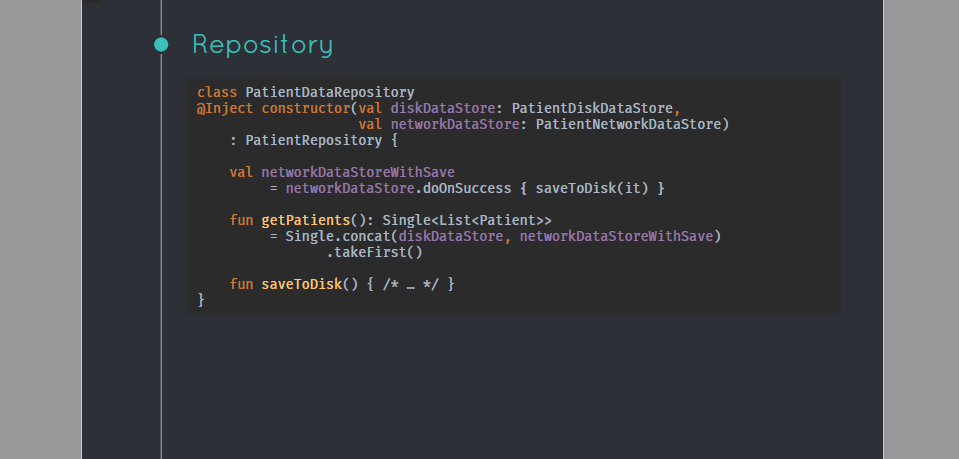 Repository
class PatientDataRepository
@Inject constructor(val diskDataStore: PatientDiskDataStore,
                    val networkDataStore: PatientNetworkDataStore)
    : PatientRepository {
    val networkDataStoreWithSave
         = networkDataStore.doOnSuccess { saveToDisk(it) }
    fun getPatients(): Single<List<Patient>>
         = Single.concat(diskDataStore, networkDataStoreWithSave)
                .takeFirst()
    fun saveToDisk() { /* … */ }
}